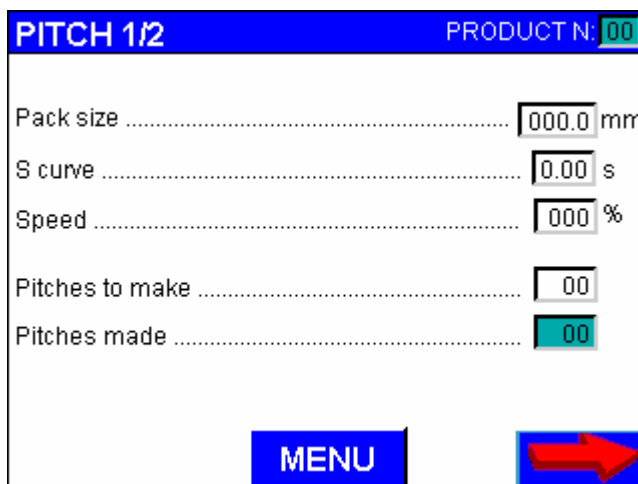 PITCH 1/2 PRODUCT N: 00
Pack size ........................................................ 000.0 mm
S curve ............................................................. 0.00 s
Speed .............................................................. 000 %
Pitches to make ............................................... 00
Pitches made ................................................... 00
MENU